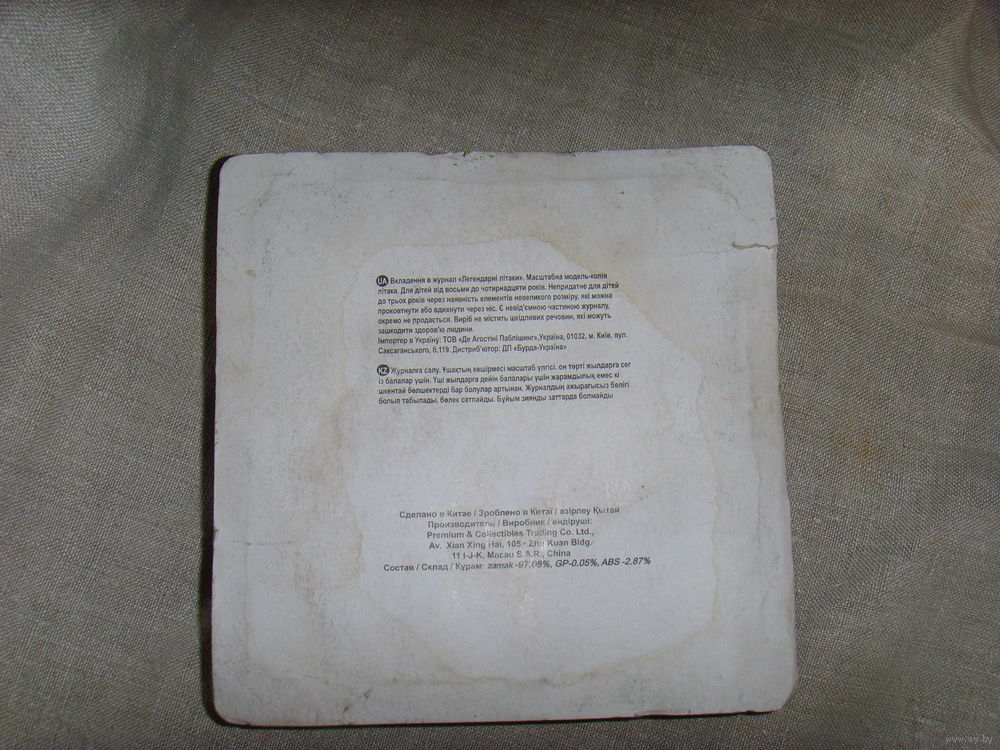 UA Вкладення в журнал «Легендарні літаки». Масштабна модель-копія
літака. Для дітей від восьми до чотирнадцяти років. Непридатне для дітей
до трьох років через наявність елементів невеликого розміру, які можна
проковтнути або вдихнути через ніс. Є невід'ємною частиною журналу,
окремо не продається. Виріб не містить шкідливих речовин, які можуть
зашкодити здоров'ю людини.
Імпортер в Україну: ТОВ «Де Агостіні Паблішинг»,Україна, 01032, м. Київ, вул.
Саксаганського, б.119. Дистриб'ютор: ДП «Бурда-Україна»
KZ Журналға салу. Ұшақтың көшірмесі масштаб үлгісі. он төрті жылдарға сег
із балалар үшін. Үші жылдарға дейін балалары үшін жарамдылық емес кі
шкентай бөлшектерді бар болулар артынан. Журналдың ажырағысыз бөлігі
болып табылады, бөлек сатпайды. Бұйым зиянды заттарда болмайды
Сделано в Китае / Зроблено в Китаї / әзірлеу Қытай
Производитель / Виробник / өндіруші:
Premium & Collectibles Trading Co. Ltd.,
Av. Xian Xing Hai, 105 - Zhu Kuan Bldg.
11 I-J-K, Macau S.A.R., China
Состав / Склад / Құрам: zamak -97.08%, GP-0.05%, ABS -2.87%
www.ay.by